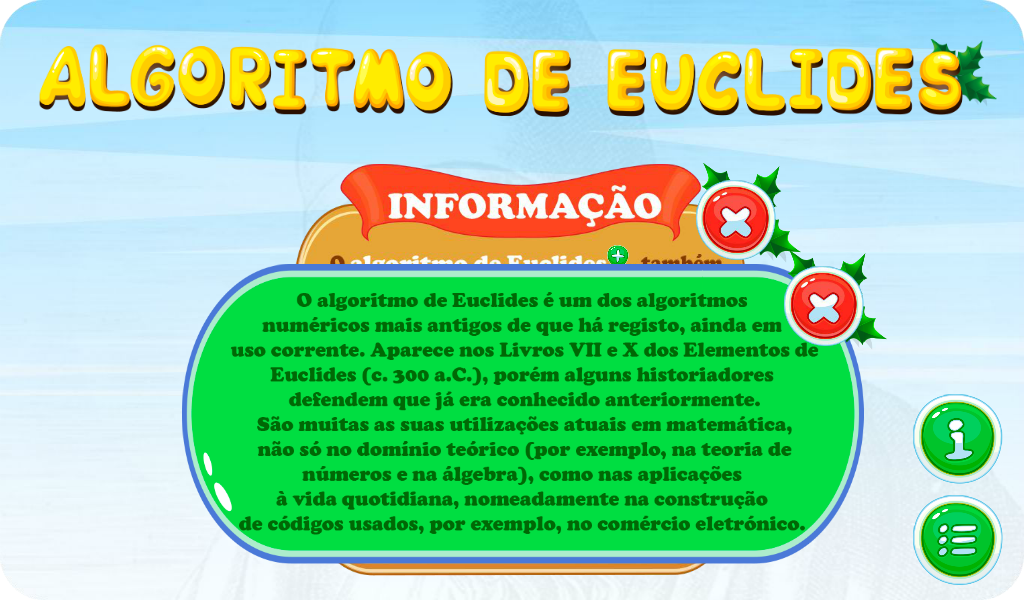 ALGORITMO DE EUCLIDES
INFORMAÇÃO
O algoritmo de Euclides também
O algoritmo de Euclides é um dos algoritmos
numéricos mais antigos de que há registo, ainda em
uso corrente. Aparece nos Livros VII e X dos Elementos de
Euclides (c. 300 a.C.), porém alguns historiadores
defendem que já era conhecido anteriormente.
São muitas as suas utilizações atuais em matemática,
não só no domínio teórico (por exemplo, na teoria de
números e na álgebra), como nas aplicações
à vida quotidiana, nomeadamente na construção
de códigos usados, por exemplo, no comércio eletrónico.